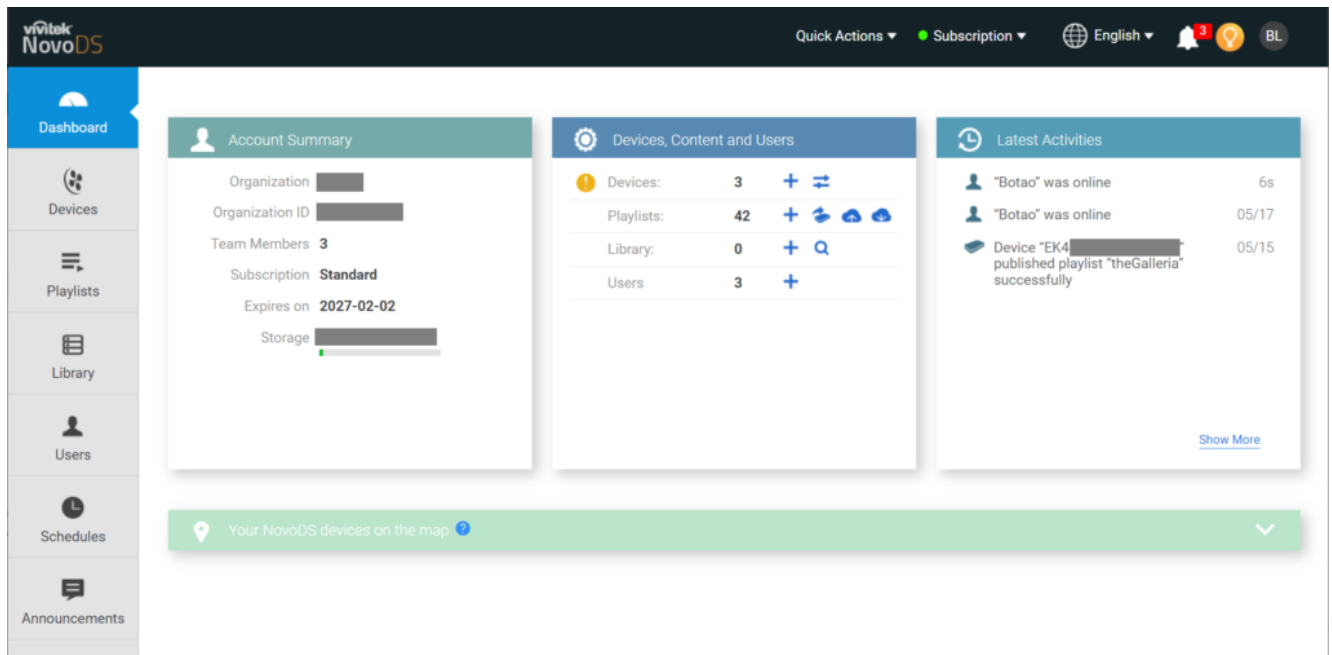 vivitek
NovoDS
Quick Actions
Subscription
English
3
BL
Dashboard
Devices
Playlists
Library
Users
Schedules
Announcements
Account Summary
Organization
Organization ID
Team Members 3
Subscription Standard
Expires on 2027-02-02
Storage
Devices, Content and Users
! Devices: 3
Playlists: 42
Library: 0
Users 3
Latest Activities
"Botao" was online 6s
"Botao" was online 05/17
Device "EK4 " 05/15
published playlist "theGalleria"
successfully
Show More
Your NovoDS devices on the map ?